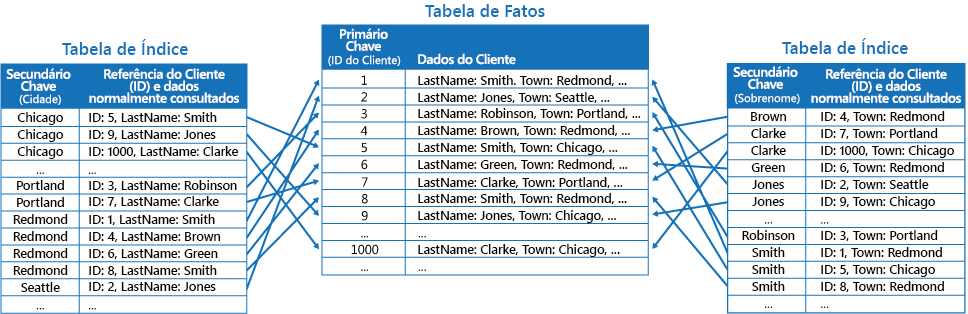 Tabela de Fatos
Tabela de Índice
Secundário Chave (Cidade) Referência do Cliente (ID) e dados normalmente consultados
Chicago ID: 5, LastName: Smith
Chicago ID: 9, LastName: Jones
Chicago ID: 1000, LastName: Clarke
... ...
Portland ID: 3, LastName: Robinson
Portland ID: 7, LastName: Clarke
Redmond ID: 1, LastName: Smith
Redmond ID: 4, LastName: Brown
Redmond ID: 6, LastName: Green
Redmond ID: 8, LastName: Smith
Seattle ID: 2, LastName: Jones
... ...
Primário Chave (ID do Cliente) Dados do Cliente
1 LastName: Smith. Town: Redmond, ...
2 LastName: Jones, Town: Seattle, ...
3 LastName: Robinson, Town: Portland, ...
4 LastName: Brown, Town: Redmond, ...
5 LastName: Smith, Town: Chicago, ...
6 LastName: Green, Town: Redmond, ...
7 LastName: Clarke, Town: Portland, ...
8 LastName: Smith, Town: Redmond, ...
9 LastName: Jones, Town: Chicago, ...
... ...
1000 LastName: Clarke, Town: Chicago, ...
... ...
Tabela de Índice
Secundário Chave (Sobrenome) Referência do Cliente (ID) e dados normalmente consultados
Brown ID: 4, Town: Redmond
Clarke ID: 7, Town: Portland
Clarke ID: 1000, Town: Chicago
Green ID: 6, Town: Redmond
Jones ID: 2, Town: Seattle
Jones ID: 9, Town: Chicago
... ...
Robinson ID: 3, Town: Portland
Smith ID: 1, Town: Redmond
Smith ID: 5, Town: Chicago
Smith ID: 8, Town: Redmond
... ...